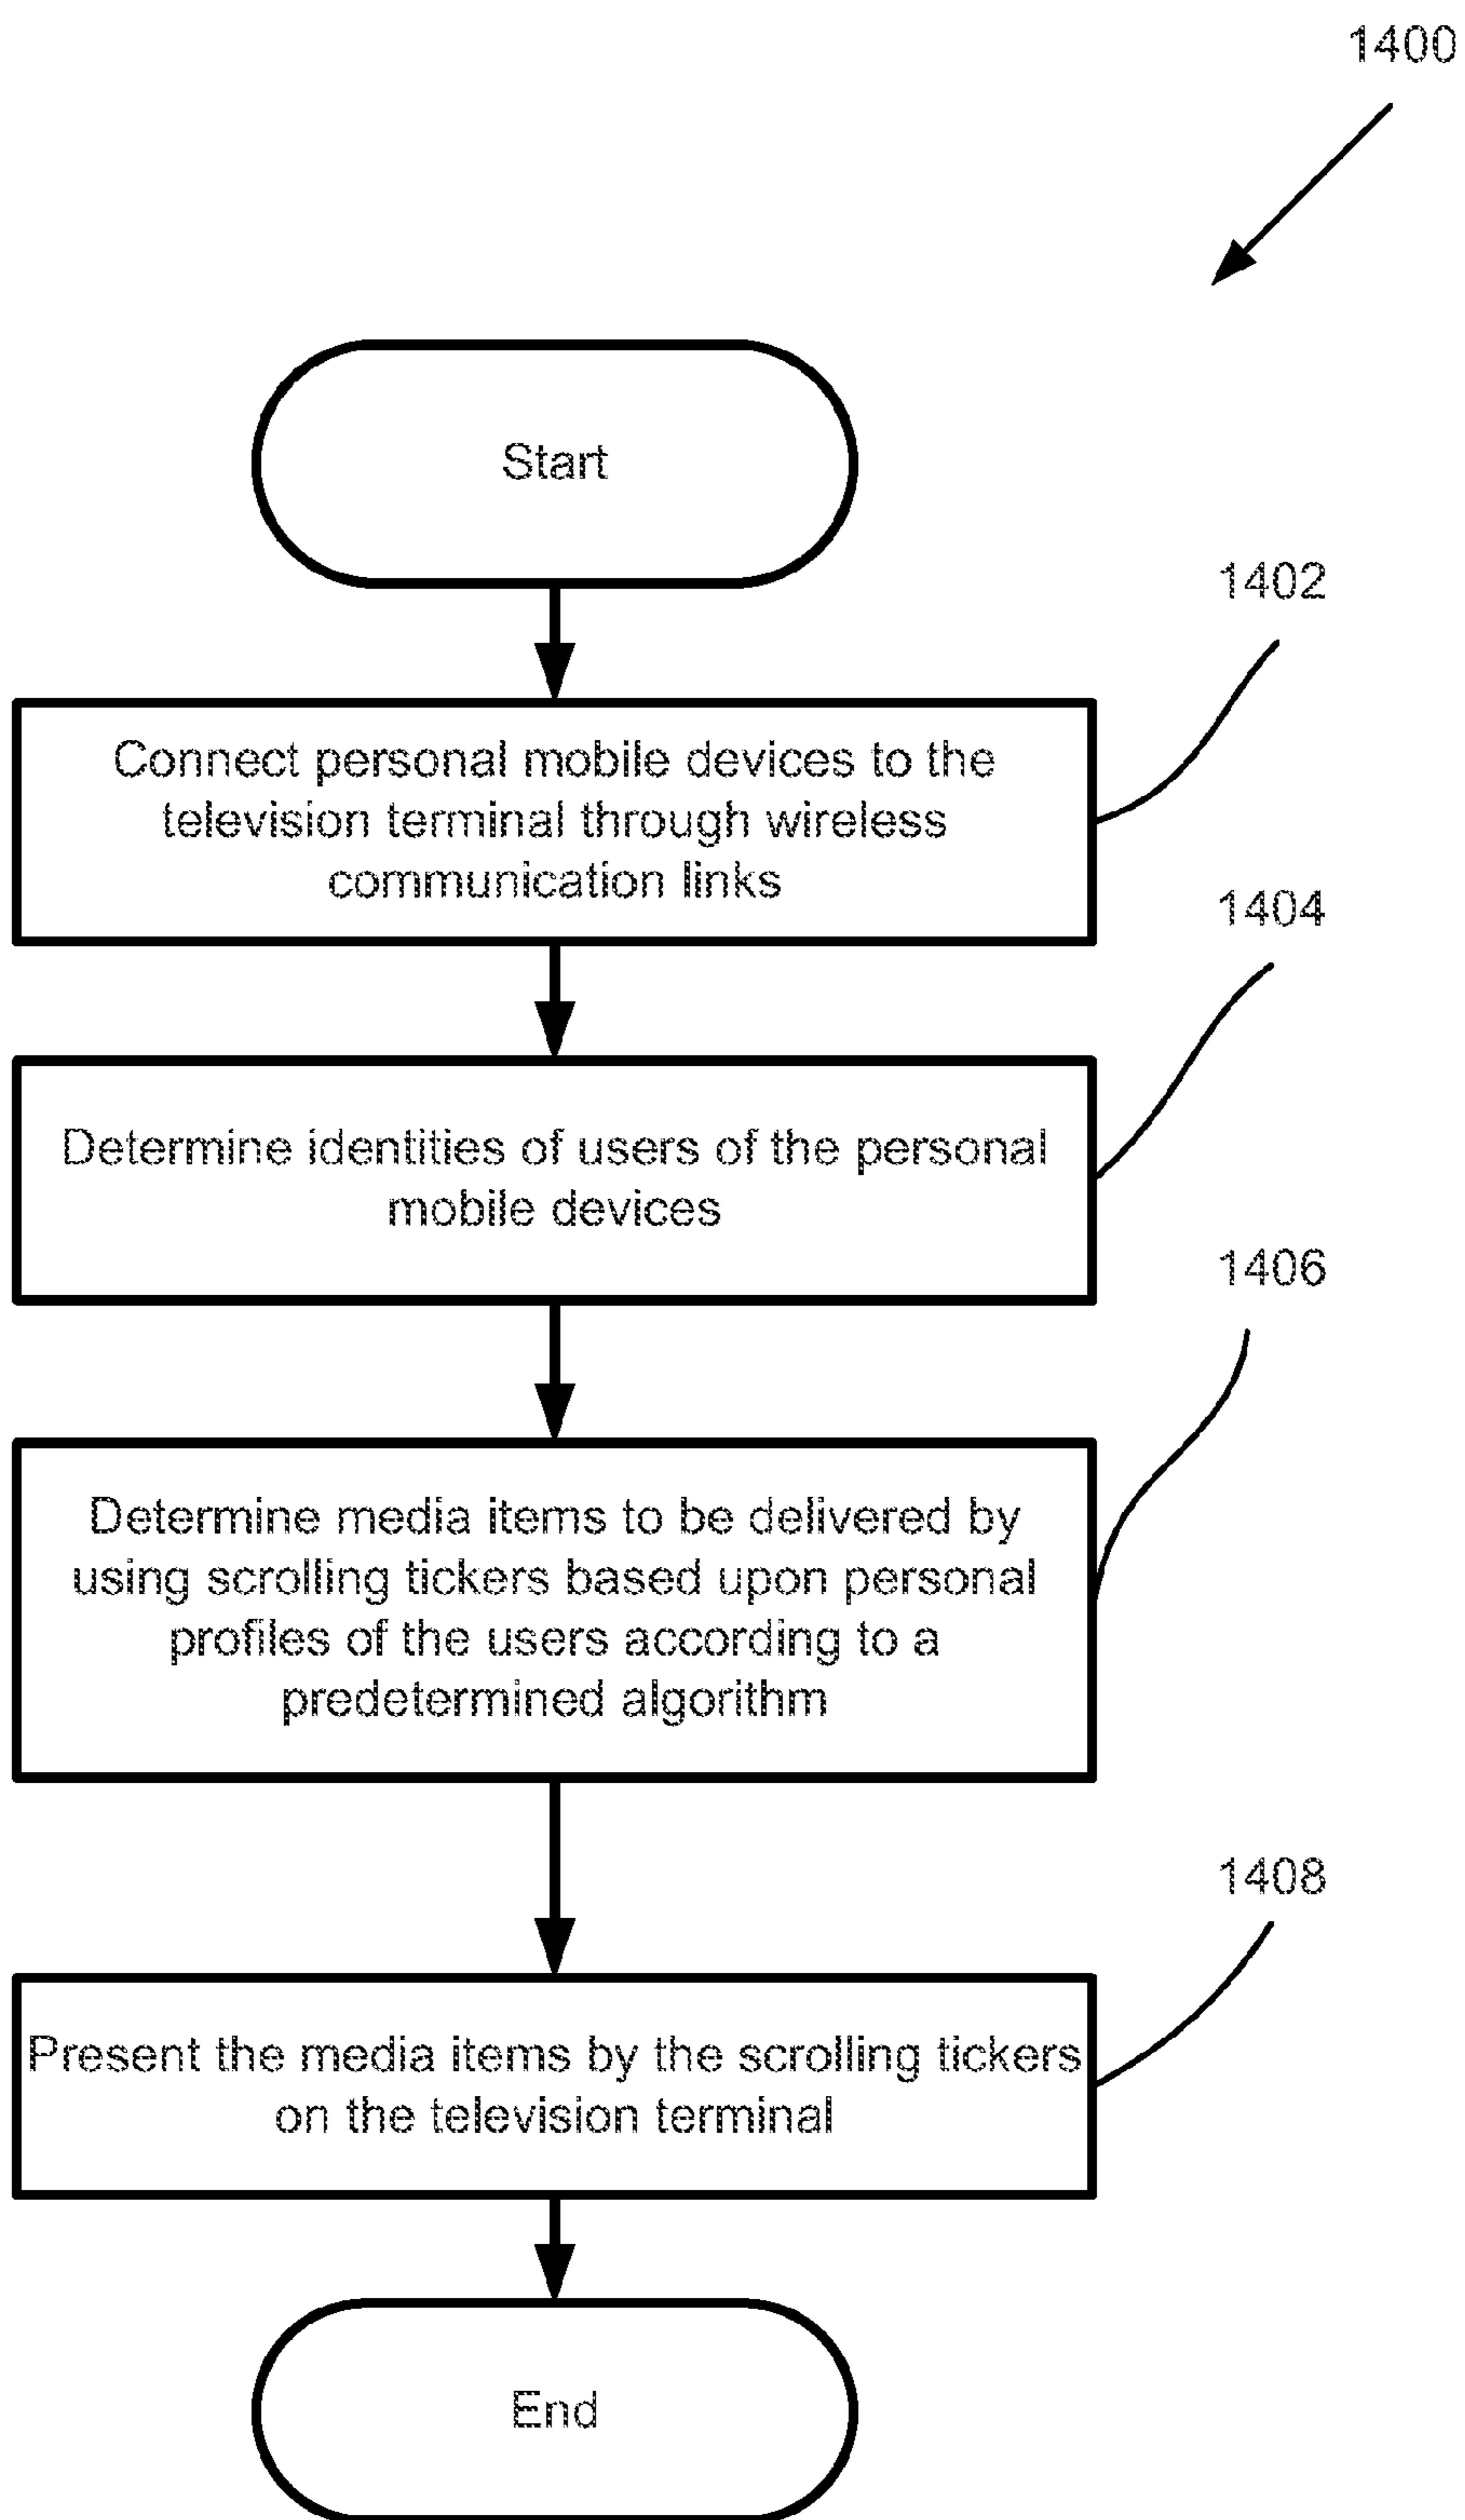 1400
Start
1402
Connect personal mobile devices to the
television terminal through wireless
communication links
1404
Determine identities of users of the personal
mobile devices
1406
Determine media items to be delivered by
using scrolling tickers based upon personal
profiles of the users according to a
predetermined algorithm
1408
Present the media items by the scrolling tickers
on the television terminal
End